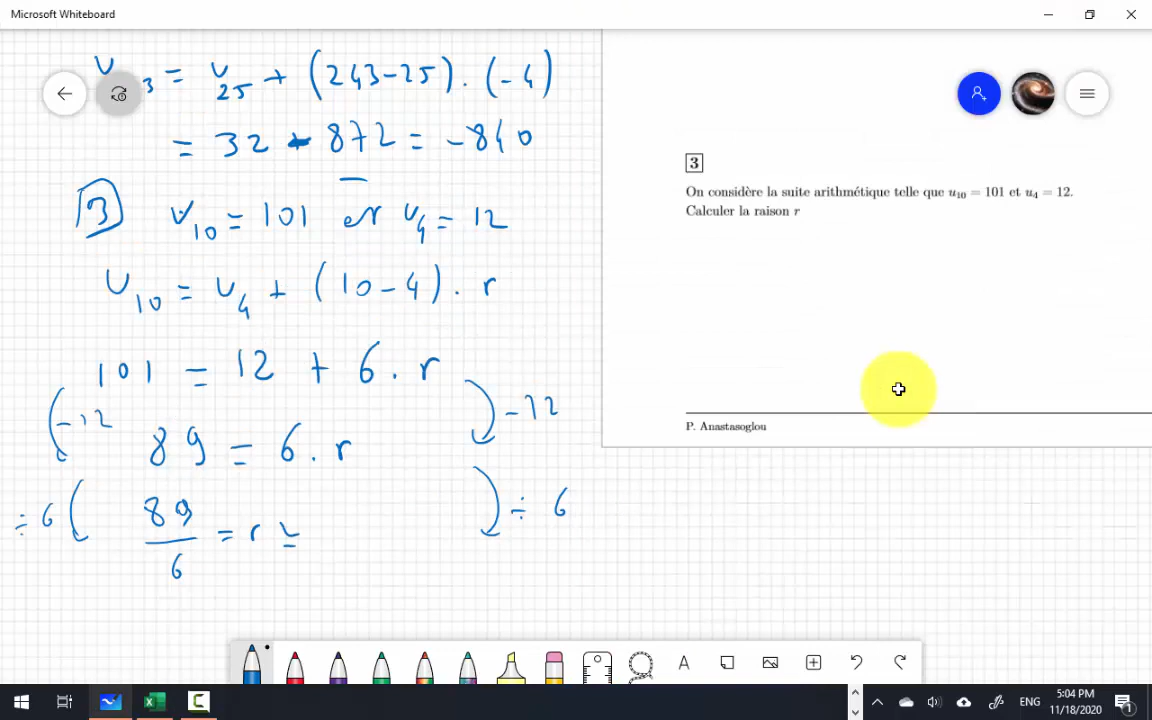 Microsoft Whiteboard
u 3 = u25 + (243-25). (-4)
= 32 - 872 = -840
3 u10 = 101 et u4 = 12
u10 = u4 + (10-4). r
101 = 12 + 6. r
-12 -12
89 = 6. r
÷ 6 89/6 = r ≃ ÷ 6
3
On considère la suite arithmétique telle que u10 = 101 et u4 = 12.
Calculer la raison r
P. Anastasoglou
A
ENG
5:04 PM
11/18/2020
1